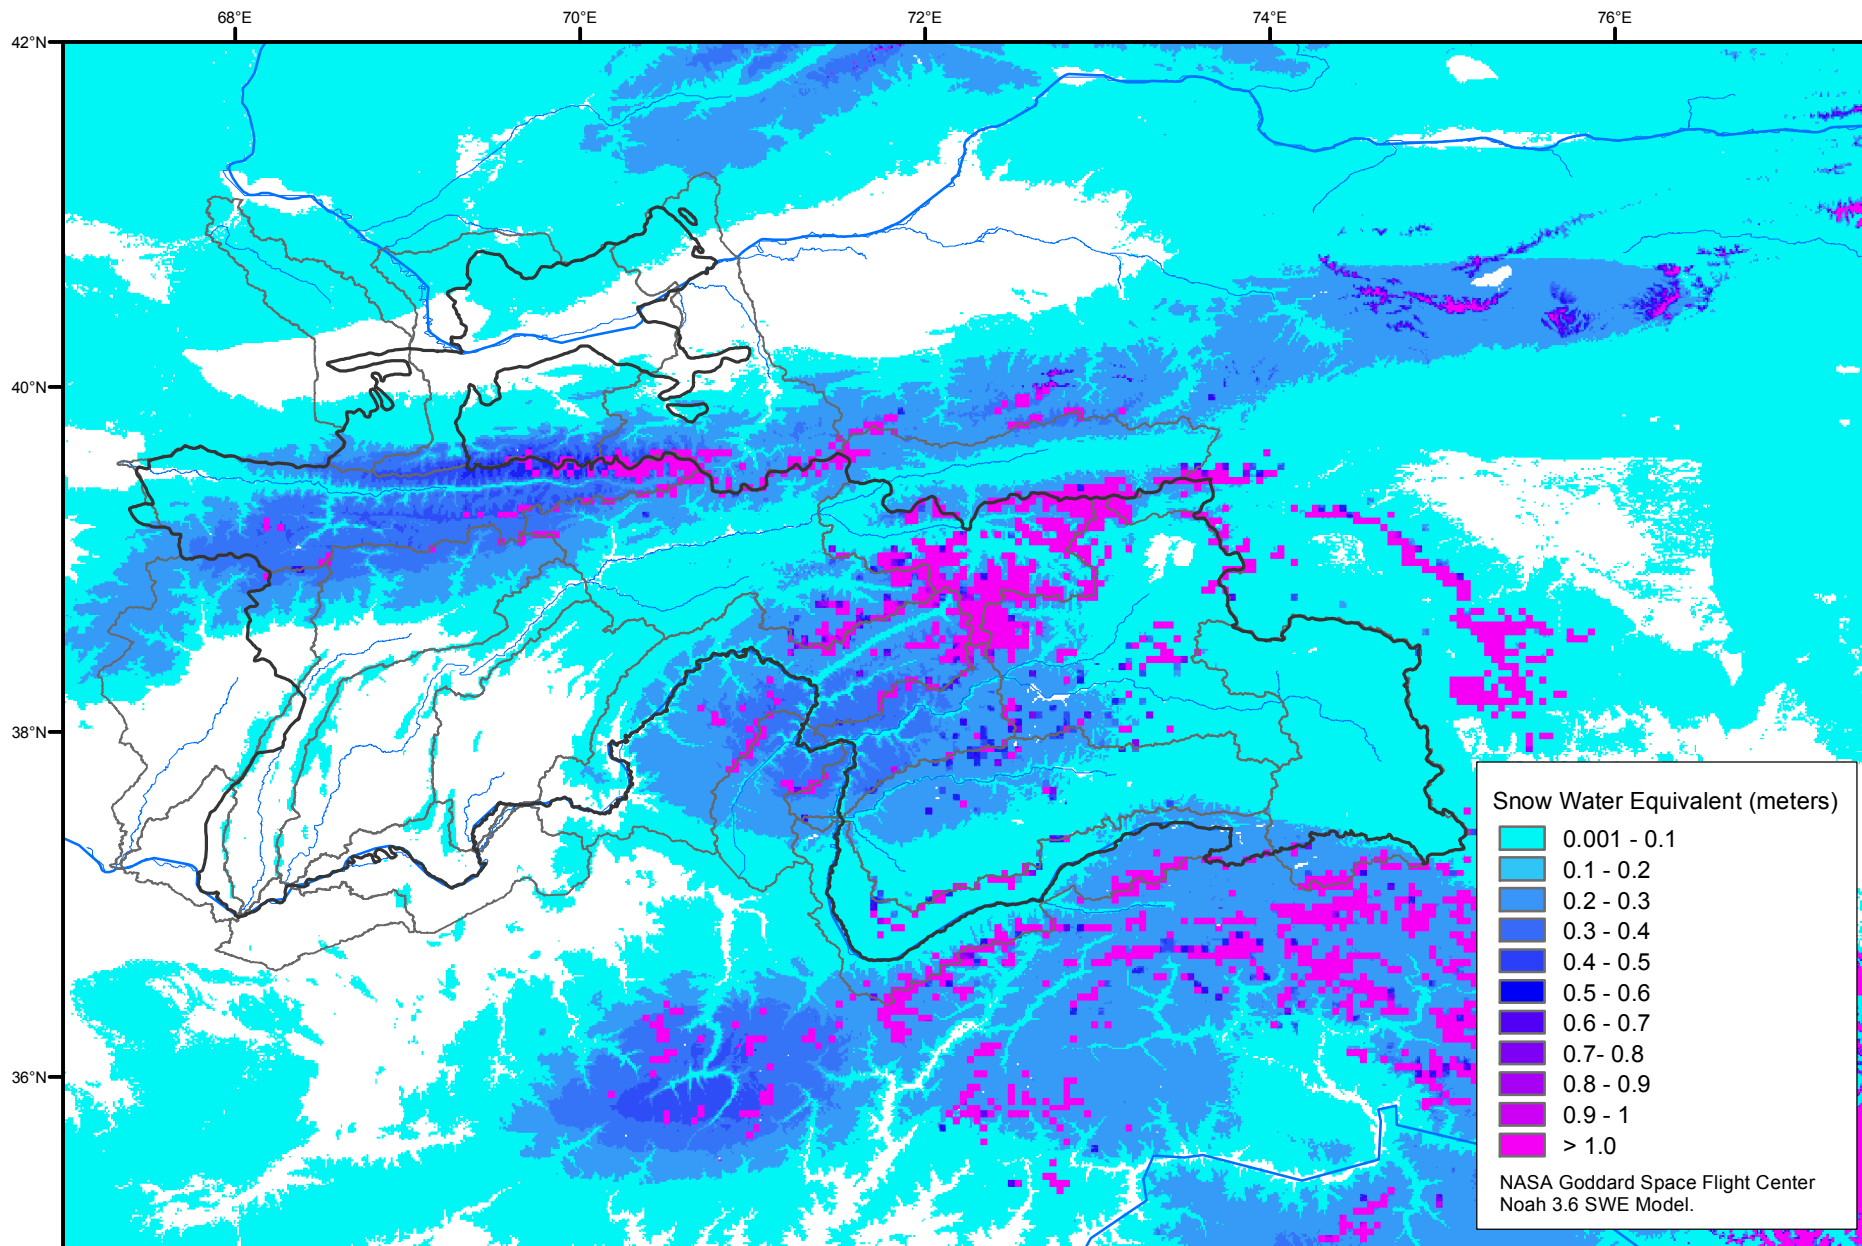 68°E
70°E
72°E
74°E
76°E
42°N
40°N
38°N
36°N
Snow Water Equivalent (meters)
0.001 - 0.1
0.1 - 0.2
0.2 - 0.3
0.3 - 0.4
0.4 - 0.5
0.5 - 0.6
0.6 - 0.7
0.7- 0.8
0.8 - 0.9
0.9 - 1
> 1.0
NASA Goddard Space Flight Center
Noah 3.6 SWE Model.